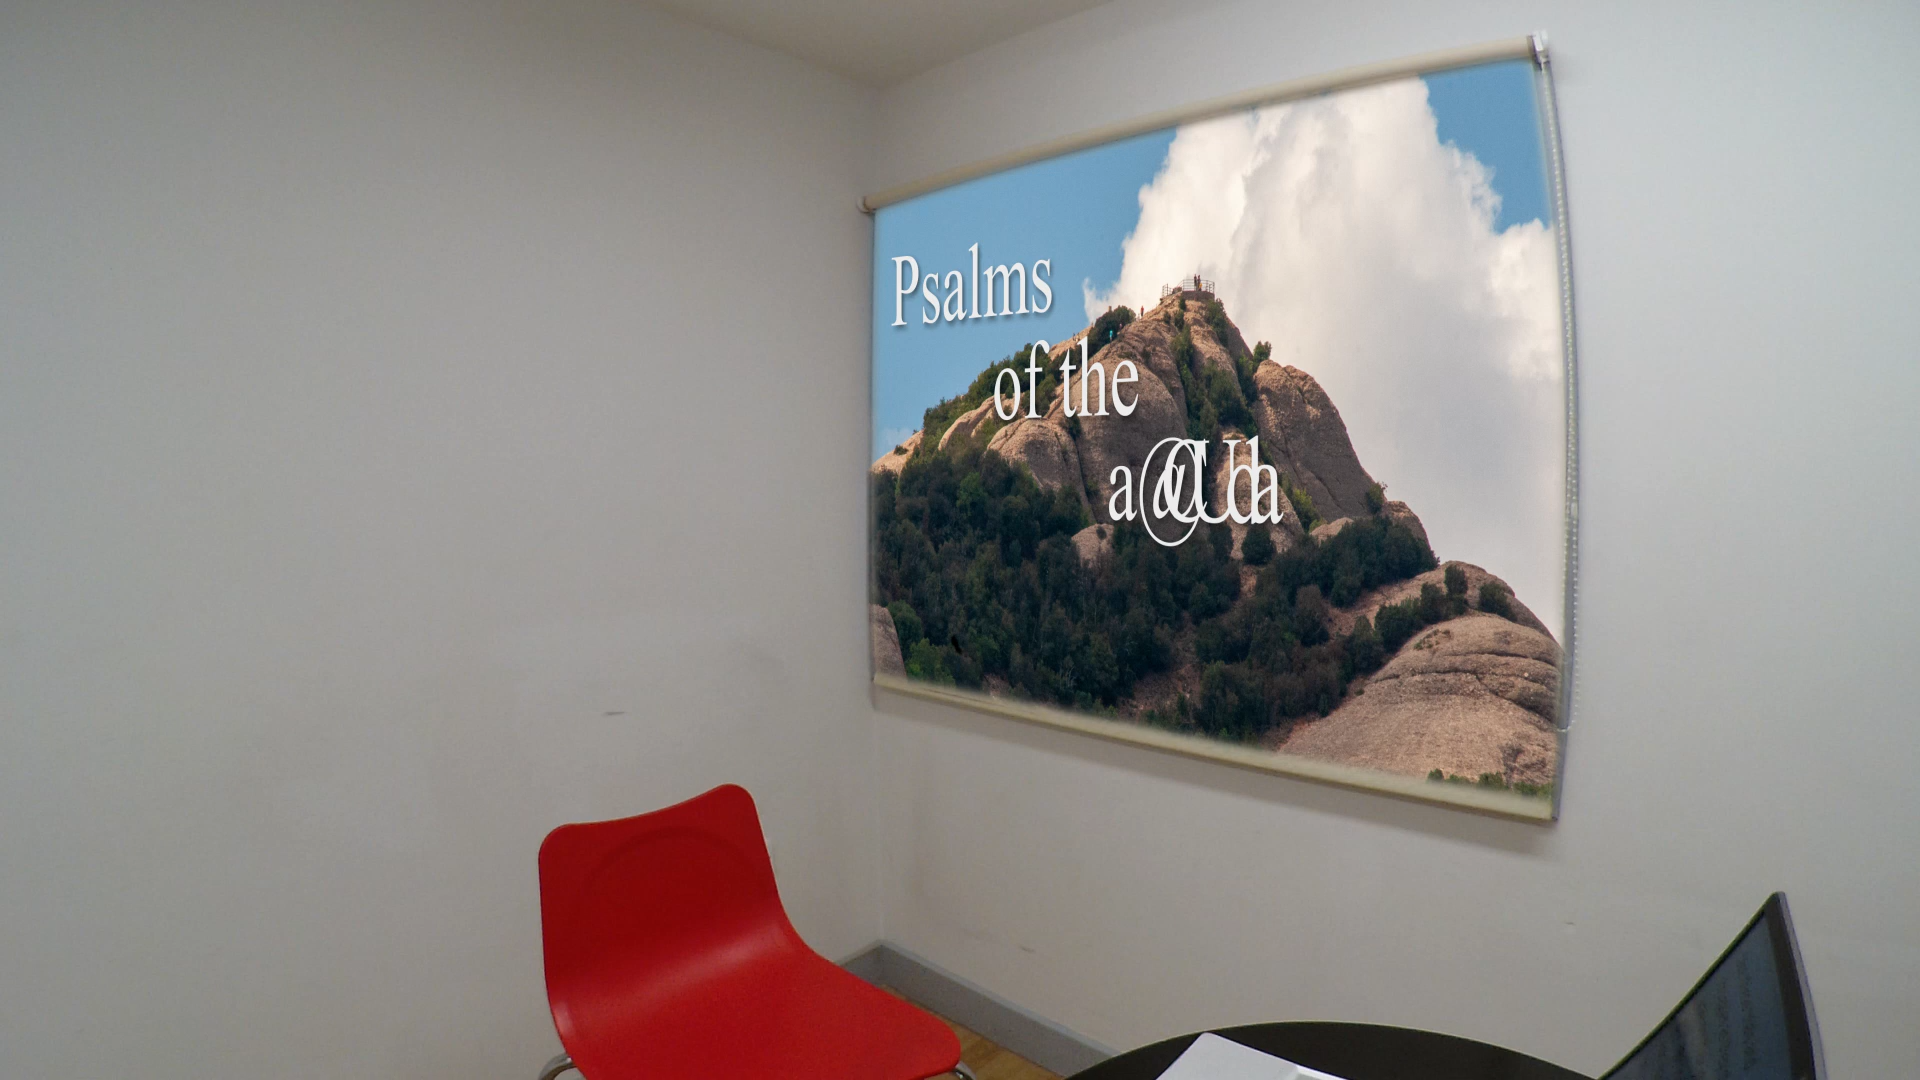 Psalms
of the